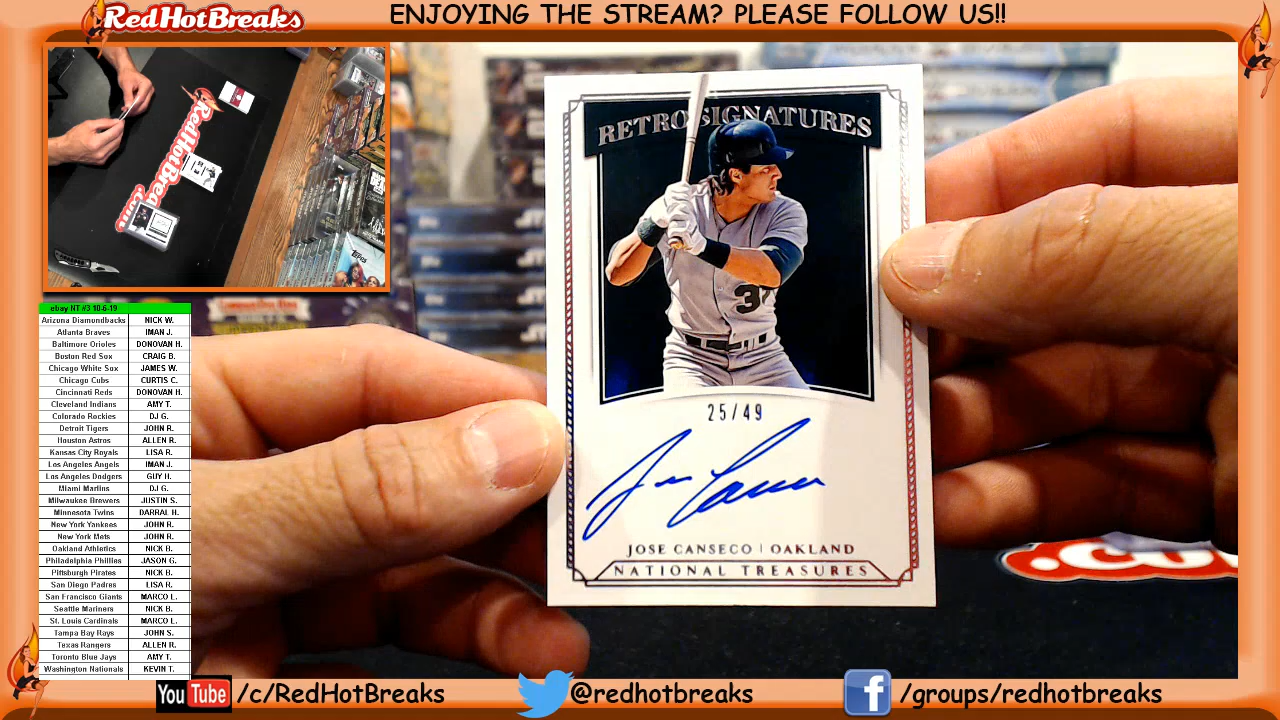 RedHotBreaks
ENJOYING THE STREAM? PLEASE FOLLOW US!!
RedHotBreaks
.com
ebay NT #3 10-6-19
Arizona Diamondbacks NICK W.
Atlanta Braves IMAN J.
Baltimore Orioles DONOVAN H.
Boston Red Sox CRAIG B.
Chicago White Sox JAMES W.
Chicago Cubs CURTIS C.
Cincinnati Reds DONOVAN H.
Cleveland Indians AMY T.
Colorado Rockies DJ G.
Detroit Tigers JOHN R.
Houston Astros ALLEN R.
Kansas City Royals LISA R.
Los Angeles Angels IMAN J.
Los Angeles Dodgers GUY H.
Miami Marlins DJ G.
Milwaukee Brewers JUSTIN S.
Minnesota Twins DARRAL H.
New York Yankees JOHN R.
New York Mets JOHN R.
Oakland Athletics NICK B.
Philadelphia Phillies JASON G.
Pittsburgh Pirates NICK B.
San Diego Padres LISA R.
San Francisco Giants MARCO L.
Seattle Mariners NICK B.
St. Louis Cardinals MARCO L.
Tampa Bay Rays JOHN S.
Texas Rangers ALLEN R.
Toronto Blue Jays AMY T.
Washington Nationals KEVIN T.
RETRO SIGNATURES
25/49
Jose Canseco
JOSE CANSECO | OAKLAND
NATIONAL TREASURES
YouTube /c/RedHotBreaks
@redhotbreaks
f /groups/redhotbreaks